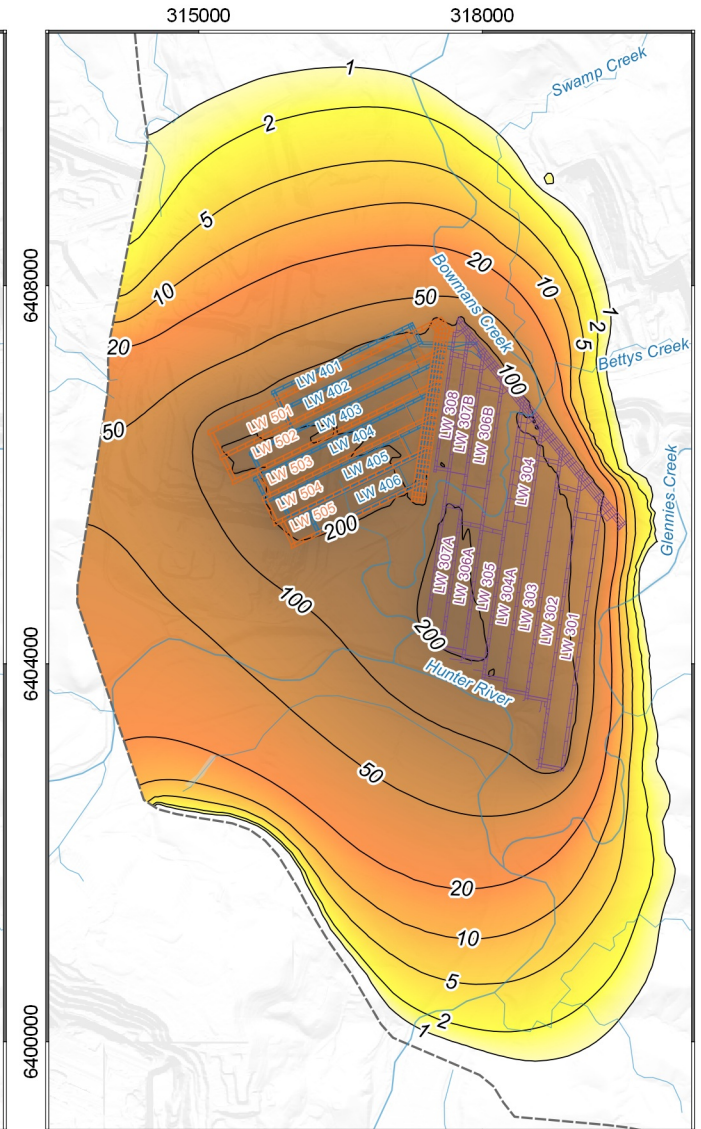 315000
318000
6408000
6404000
6400000
1
Swamp Creek
2
5
10
20
20
10
Bowmans Creek
50
1
2
5
20
Bettys Creek
50
100
LW 401
LW 402
LW 403
LW 404
LW 405
LW 406
LW 501
LW 502
LW 503
LW 504
LW 505
LW 308
LW 307B
LW 306B
LW 304
Glennies Creek
200
LW 307A
LW 306A
LW 305
LW 304A
LW 303
LW 302
LW 301
100
200
Hunter River
50
20
10
5
2
1